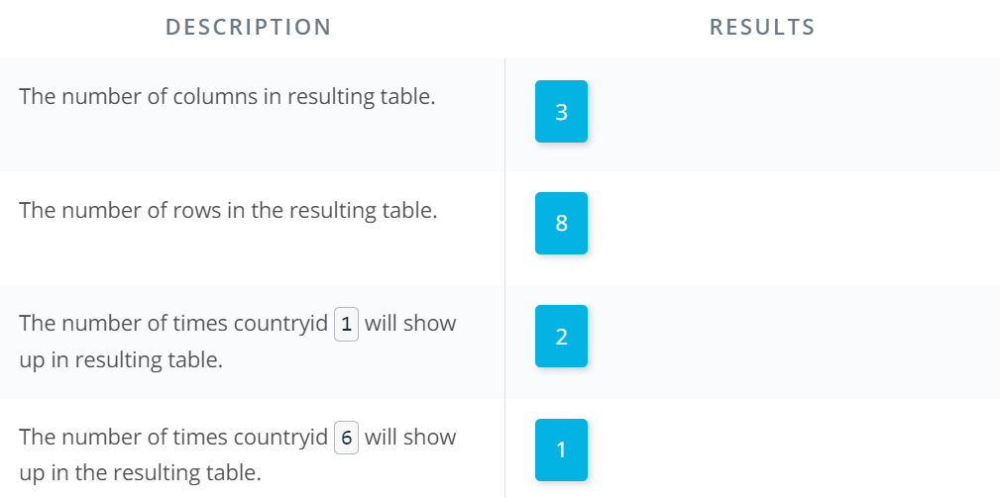 DESCRIPTION RESULTS
The number of columns in resulting table. 3
The number of rows in the resulting table. 8
The number of times countryid 1 will show
up in resulting table. 2
The number of times countryid 6 will show
up in the resulting table. 1